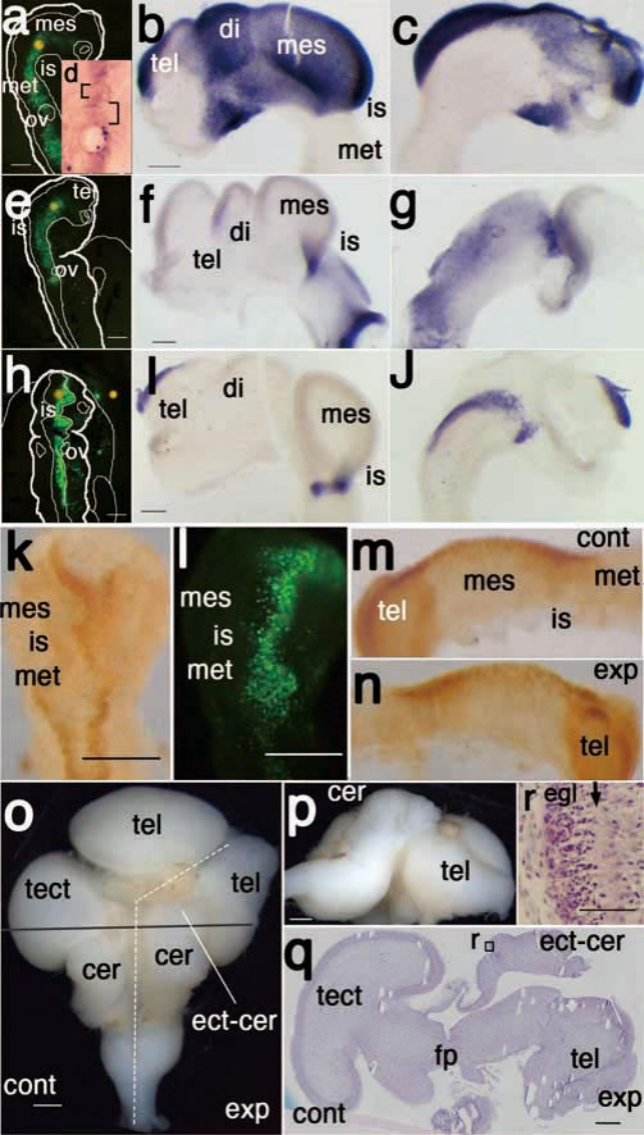 a
mes
is
d
met
ov
b
tel
di
mes
is
met
c
e
tel
is
ov
f
mes
di
is
tel
g
h
is
ov
I
di
tel
mes
is
J
k
mes
is
met
l
mes
is
met
m
cont
mes
met
tel
is
n
exp
tel
o
tel
tect
tel
cer
cer
ect-cer
cont
exp
p
cer
tel
r
egl
q
r
ect-cer
tect
fp
tel
exp
cont